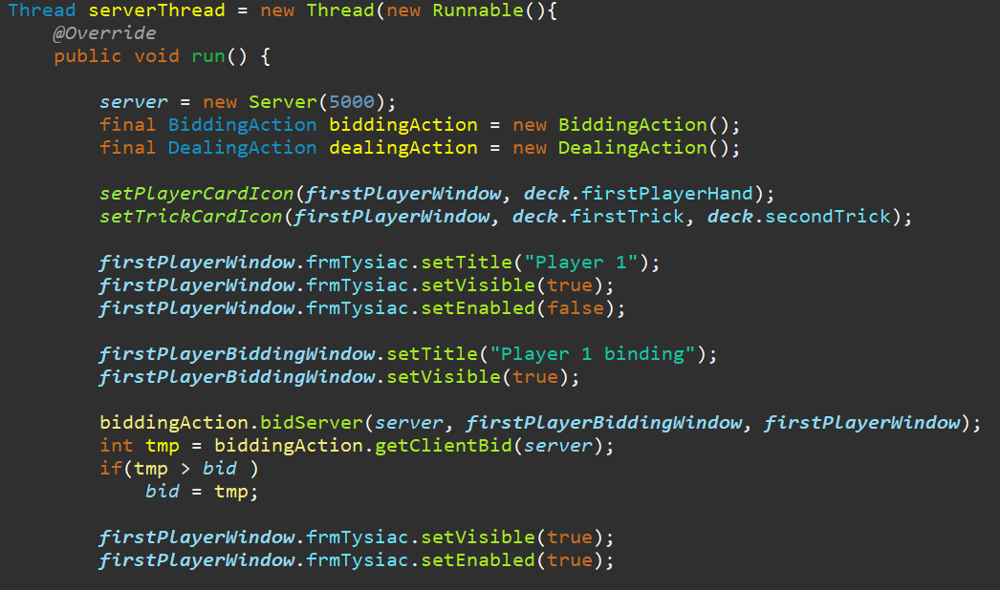 Thread serverThread = new Thread(new Runnable(){
    @Override
    public void run() {
        server = new Server(5000);
        final BiddingAction biddingAction = new BiddingAction();
        final DealingAction dealingAction = new DealingAction();
        setPlayerCardIcon(firstPlayerWindow, deck.firstPlayerHand);
        setTrickCardIcon(firstPlayerWindow, deck.firstTrick, deck.secondTrick);
        firstPlayerWindow.frmTysiac.setTitle("Player 1");
        firstPlayerWindow.frmTysiac.setVisible(true);
        firstPlayerWindow.frmTysiac.setEnabled(false);
        firstPlayerBiddingWindow.setTitle("Player 1 binding");
        firstPlayerBiddingWindow.setVisible(true);
        biddingAction.bidServer(server, firstPlayerBiddingWindow, firstPlayerWindow);
        int tmp = biddingAction.getClientBid(server);
        if(tmp > bid )
            bid = tmp;
        firstPlayerWindow.frmTysiac.setVisible(true);
        firstPlayerWindow.frmTysiac.setEnabled(true);